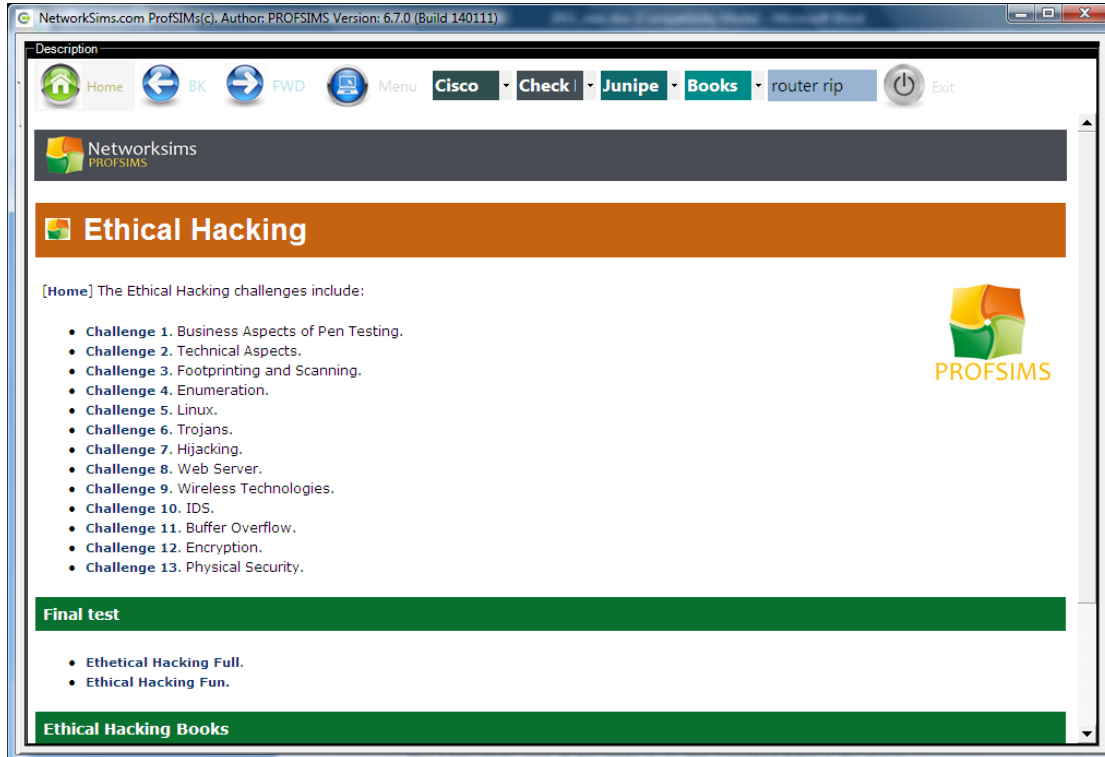 NetworkSims.com ProfSIMs(c). Author: PROFSIMS Version: 6.7.0 (Build 140111)
Description
Home BK FWD Menu Cisco Check Junipe Books router rip Exit
Networksims
PROFSIMS
Ethical Hacking
[Home] The Ethical Hacking challenges include:
PROFSIMS
• Challenge 1. Business Aspects of Pen Testing.
• Challenge 2. Technical Aspects.
• Challenge 3. Footprinting and Scanning.
• Challenge 4. Enumeration.
• Challenge 5. Linux.
• Challenge 6. Trojans.
• Challenge 7. Hijacking.
• Challenge 8. Web Server.
• Challenge 9. Wireless Technologies.
• Challenge 10. IDS.
• Challenge 11. Buffer Overflow.
• Challenge 12. Encryption.
• Challenge 13. Physical Security.
Final test
• Ethetical Hacking Full.
• Ethical Hacking Fun.
Ethical Hacking Books